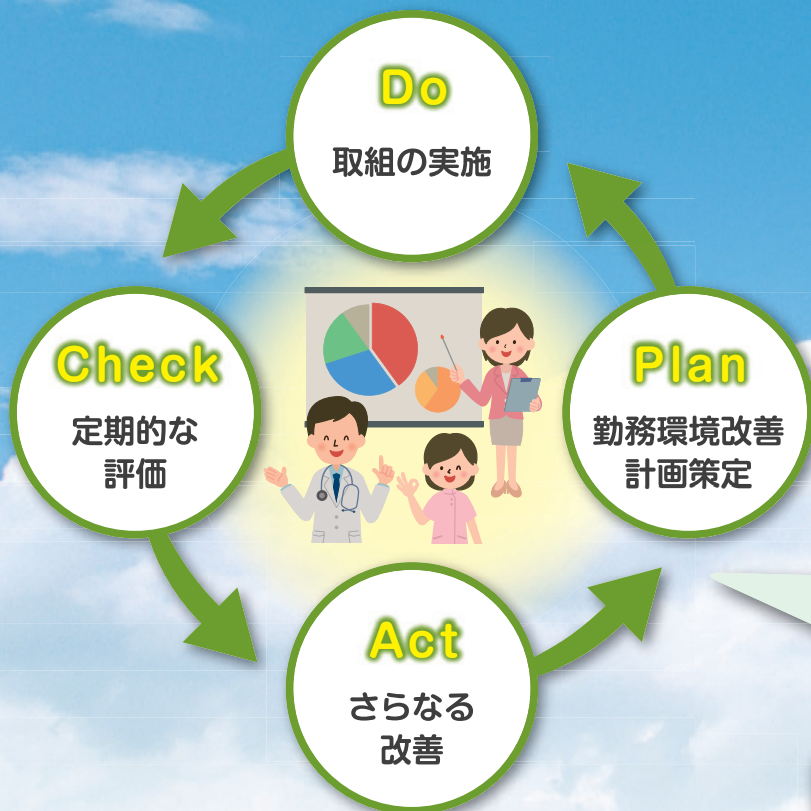 Do
取組の実施
Check
定期的な
評価
Plan
勤務環境改善
計画策定
Act
さらなる
改善